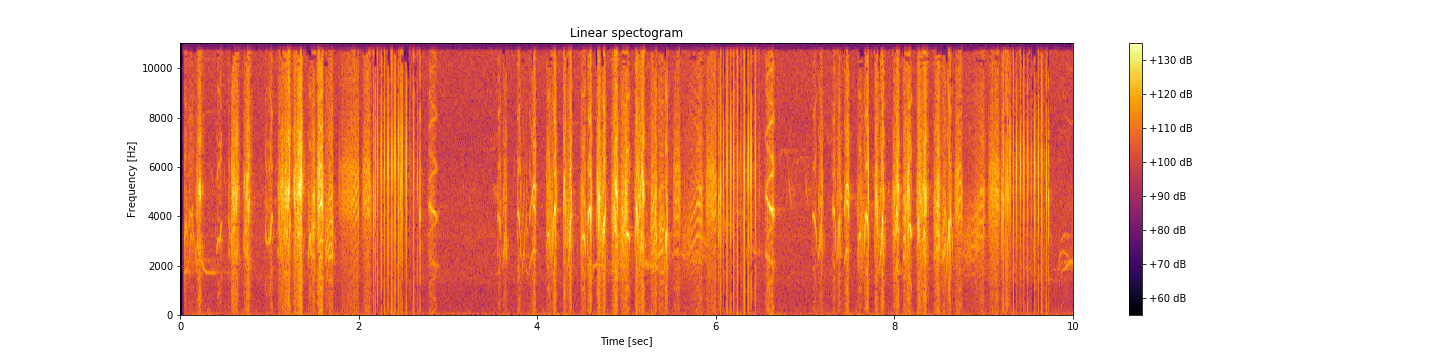 Linear spectogram
Frequency [Hz]
10000
8000
6000
4000
2000
0
0 2 4 6 8 10
Time [sec]
+130 dB
+120 dB
+110 dB
+100 dB
+90 dB
+80 dB
+70 dB
+60 dB